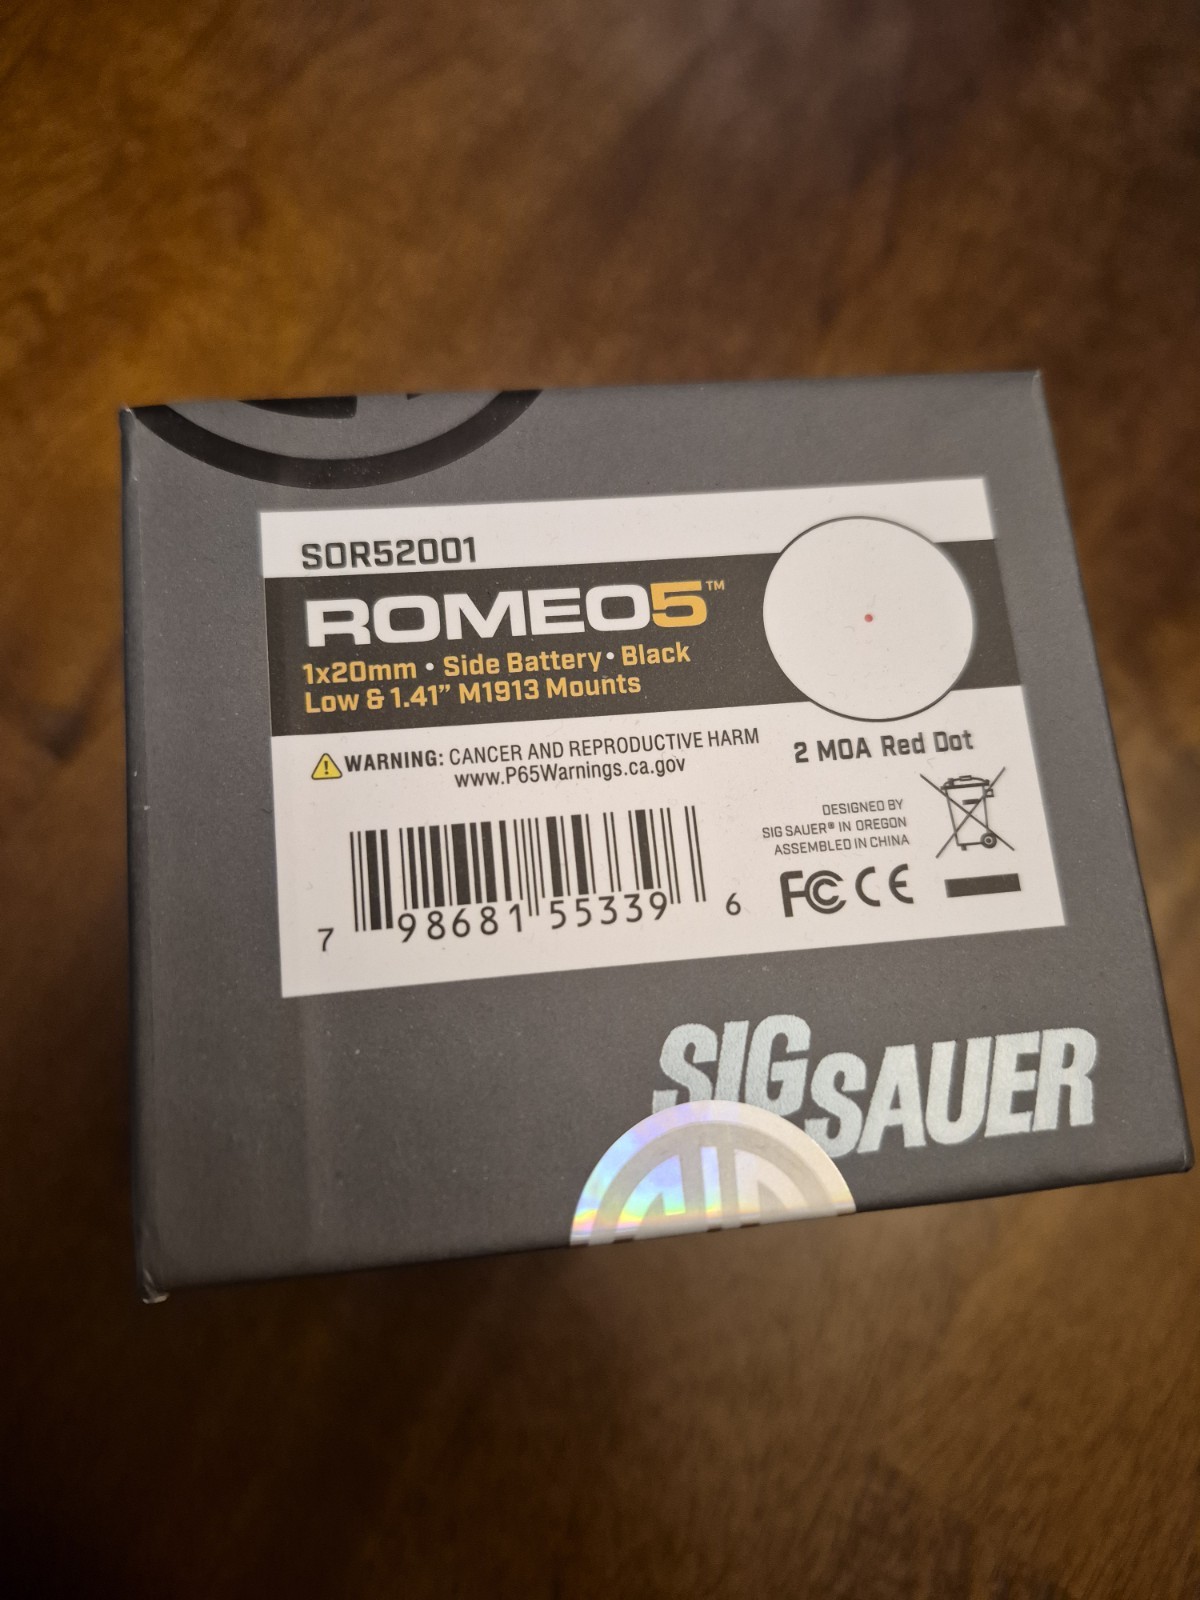 SOR52001
ROMEO5™
1x20mm • Side Battery • Black
Low & 1.41” M1913 Mounts
WARNING: CANCER AND REPRODUCTIVE HARM
www.P65Warnings.ca.gov
2 MOA Red Dot
DESIGNED BY
SIG SAUER® IN OREGON
ASSEMBLED IN CHINA
7 98681 55339 6
FC CE
SIG SAUER